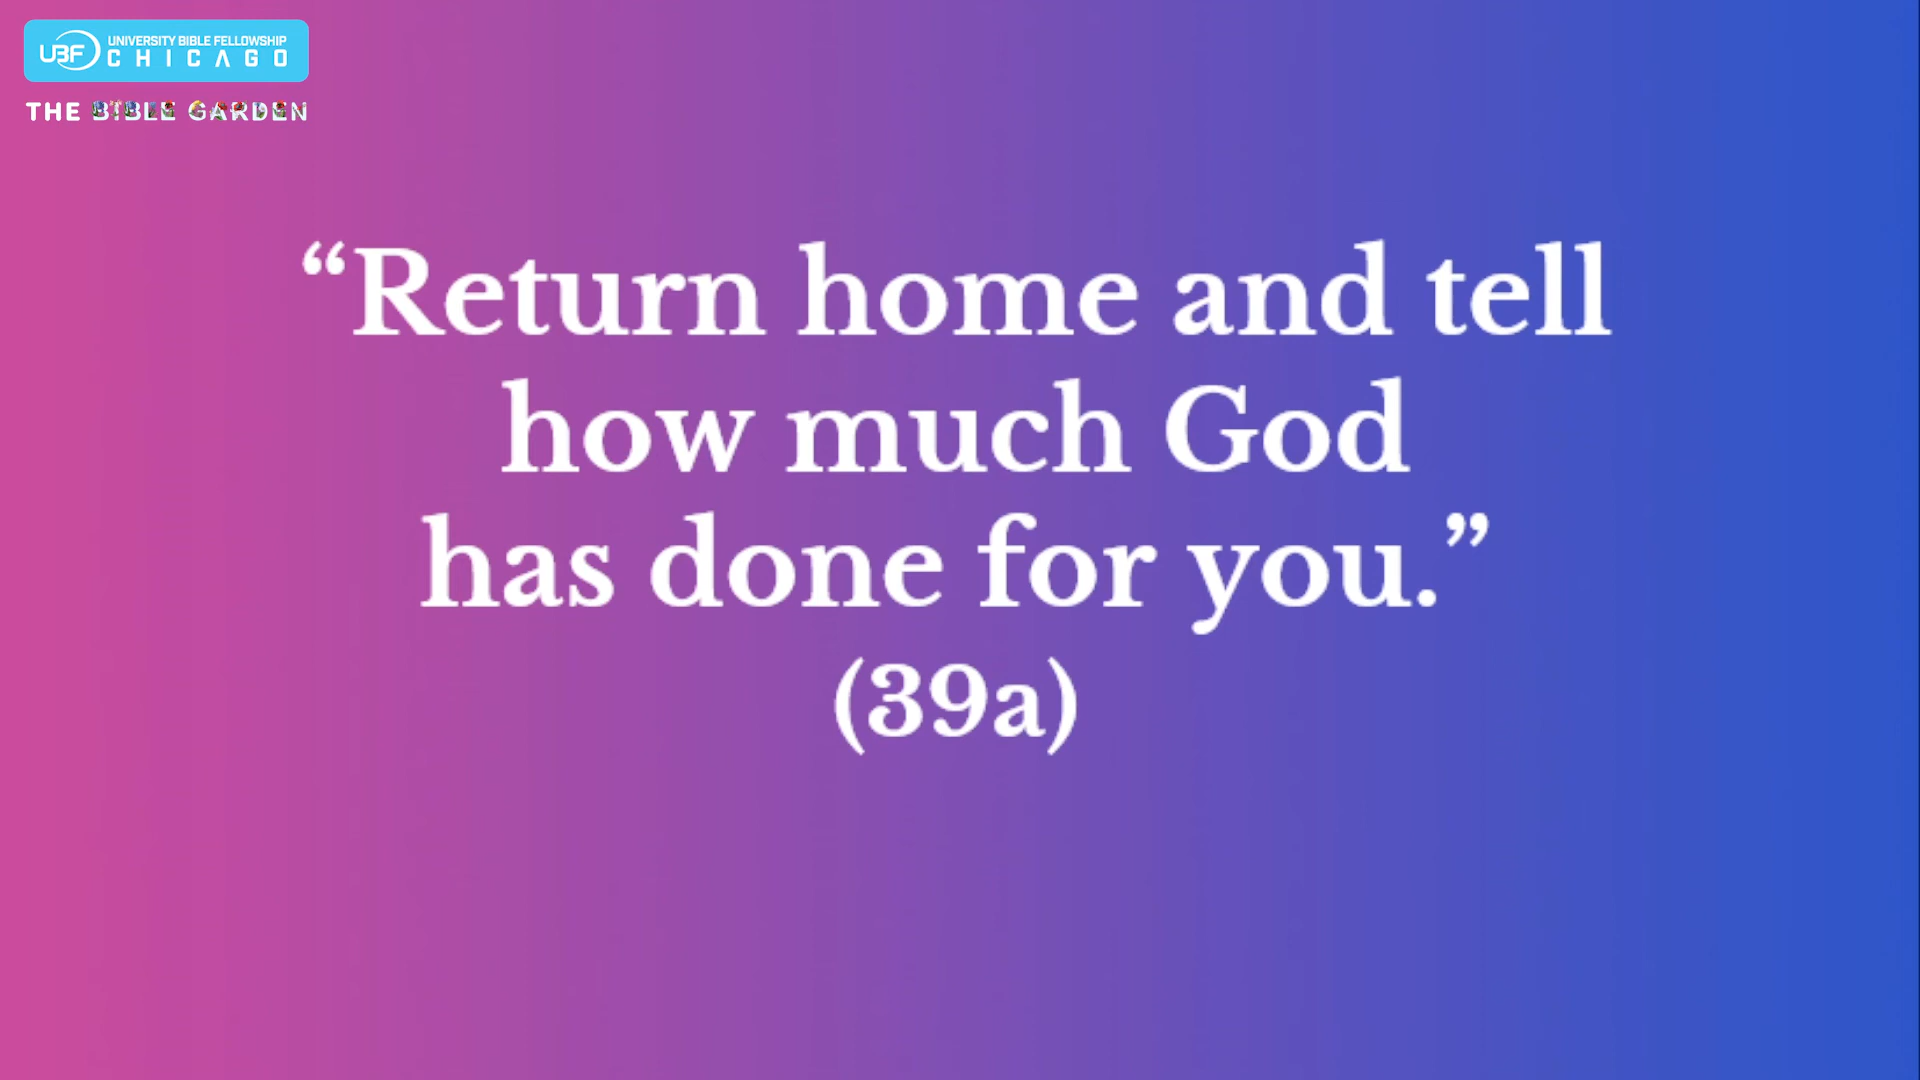 UBF UNIVERSITY BIBLE FELLOWSHIP
CHICAGO
THE BIBLE GARDEN
“Return home and tell
how much God
has done for you.”
(39a)